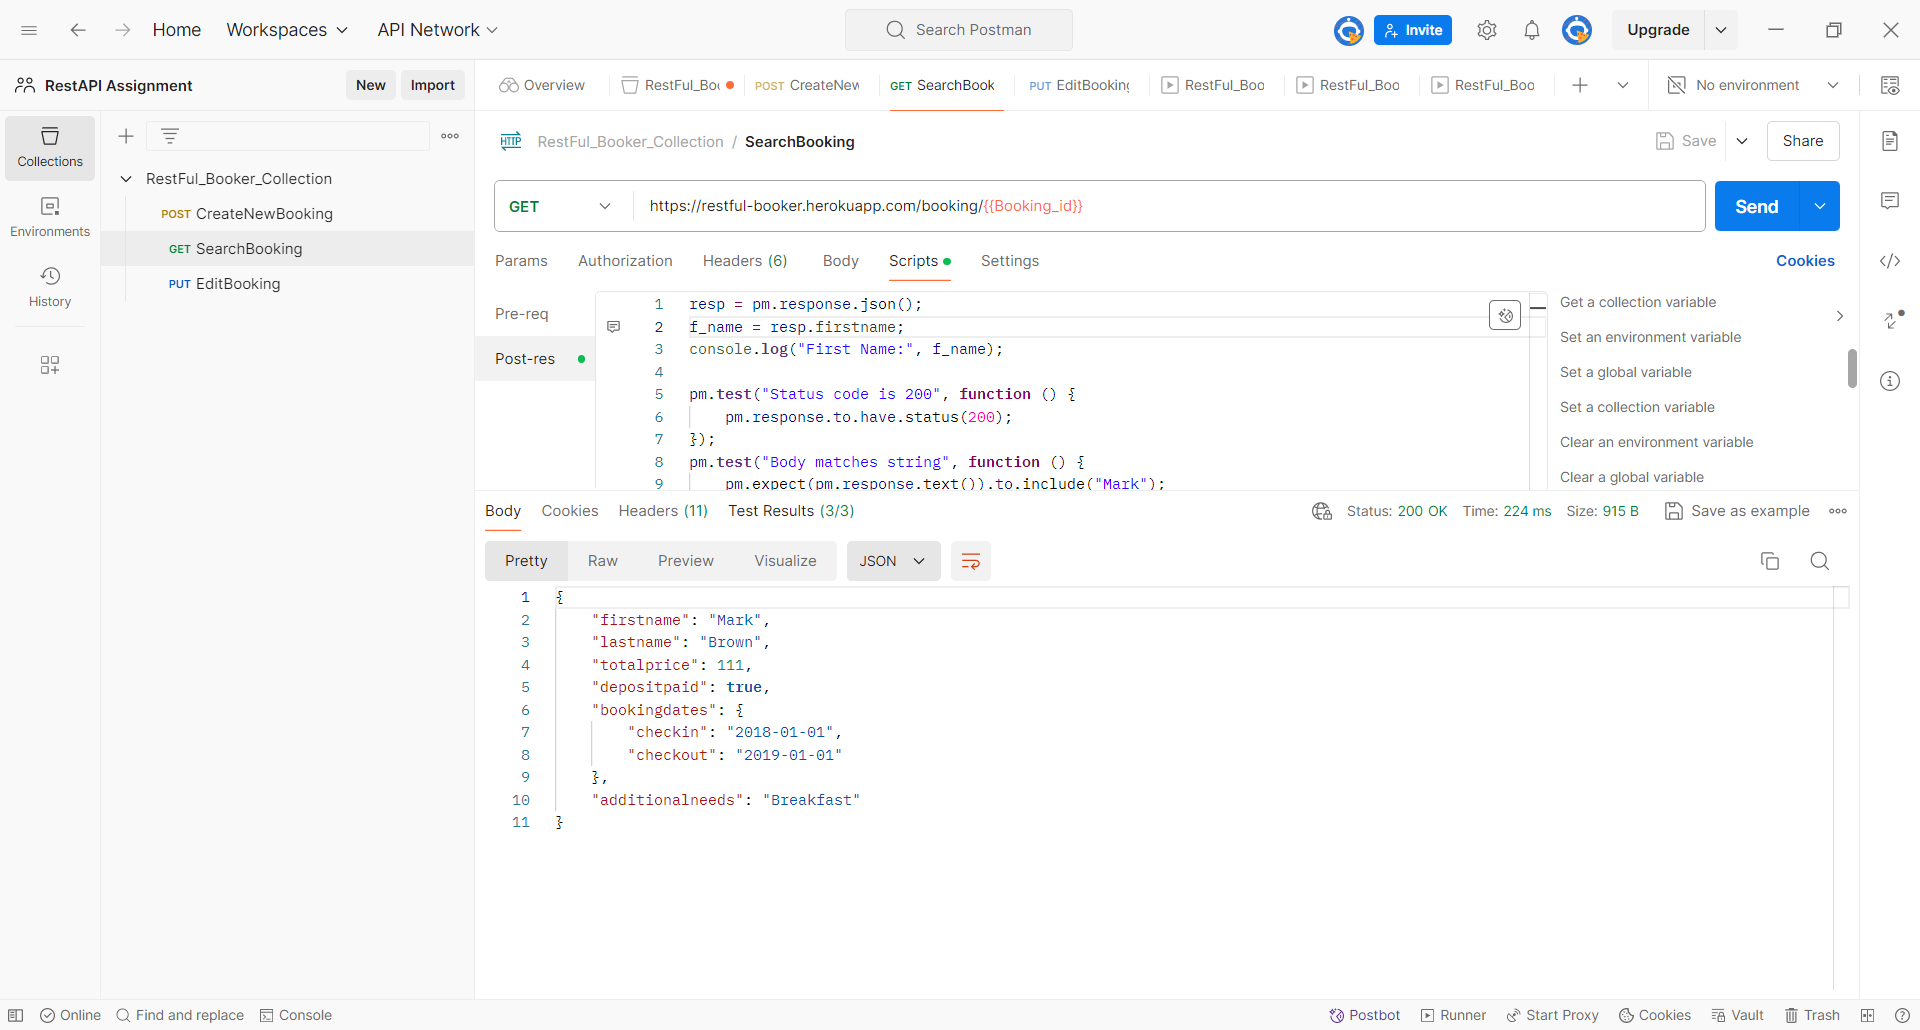 Home Workspaces API Network Search Postman Invite Upgrade
RestAPI Assignment New Import Overview RestFul_Bo POST CreateNew GET SearchBook PUT EditBooking RestFul_Boo RestFul_Boo RestFul_Boo No environment
Collections
Environments
History
RestFul_Booker_Collection
POST CreateNewBooking
GET SearchBooking
PUT EditBooking
HTTP RestFul_Booker_Collection / SearchBooking Save Share
GET https://restful-booker.herokuapp.com/booking/{{Booking_id}} Send
Params Authorization Headers (6) Body Scripts Settings Cookies
Pre-req
Post-res
1 resp = pm.response.json();
2 f_name = resp.firstname;
3 console.log("First Name:", f_name);
4
5 pm.test("Status code is 200", function () {
6 pm.response.to.have.status(200);
7 });
8 pm.test("Body matches string", function () {
9 pm.expect(pm.response.text()).to.include("Mark");
Get a collection variable
Set an environment variable
Set a global variable
Set a collection variable
Clear an environment variable
Clear a global variable
Body Cookies Headers (11) Test Results (3/3) Status: 200 OK Time: 224 ms Size: 915 B Save as example
Pretty Raw Preview Visualize JSON
1 {
2 "firstname": "Mark",
3 "lastname": "Brown",
4 "totalprice": 111,
5 "depositpaid": true,
6 "bookingdates": {
7 "checkin": "2018-01-01",
8 "checkout": "2019-01-01"
9 },
10 "additionalneeds": "Breakfast"
11 }
Online Find and replace Console Postbot Runner Start Proxy Cookies Vault Trash